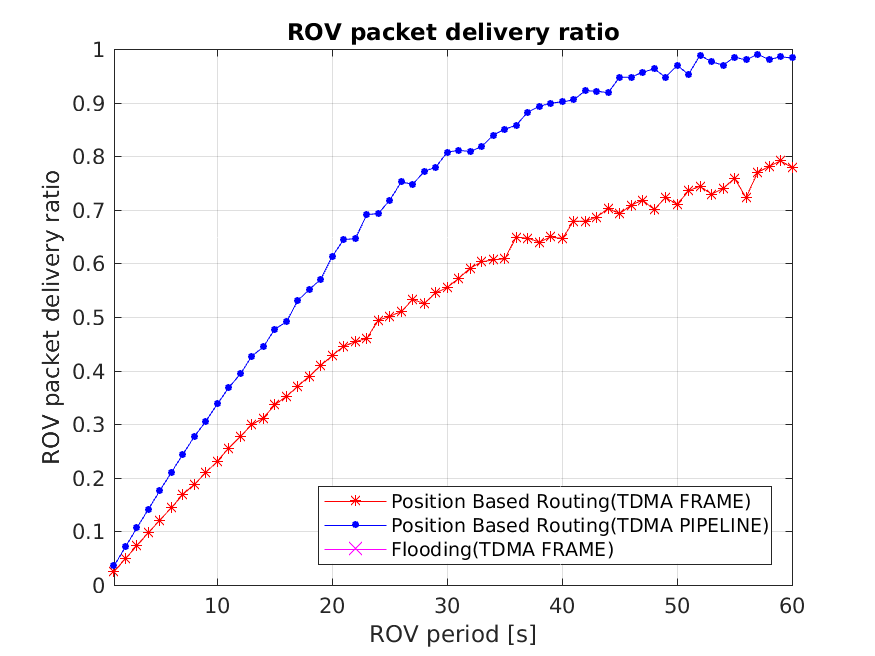 ROV packet delivery ratio
1
0.9
0.8
0.7
0.6
0.5
0.4
0.3
0.2
0.1
0
ROV packet delivery ratio
Position Based Routing(TDMA FRAME)
Position Based Routing(TDMA PIPELINE)
Flooding(TDMA FRAME)
10 20 30 40 50 60
ROV period [s]